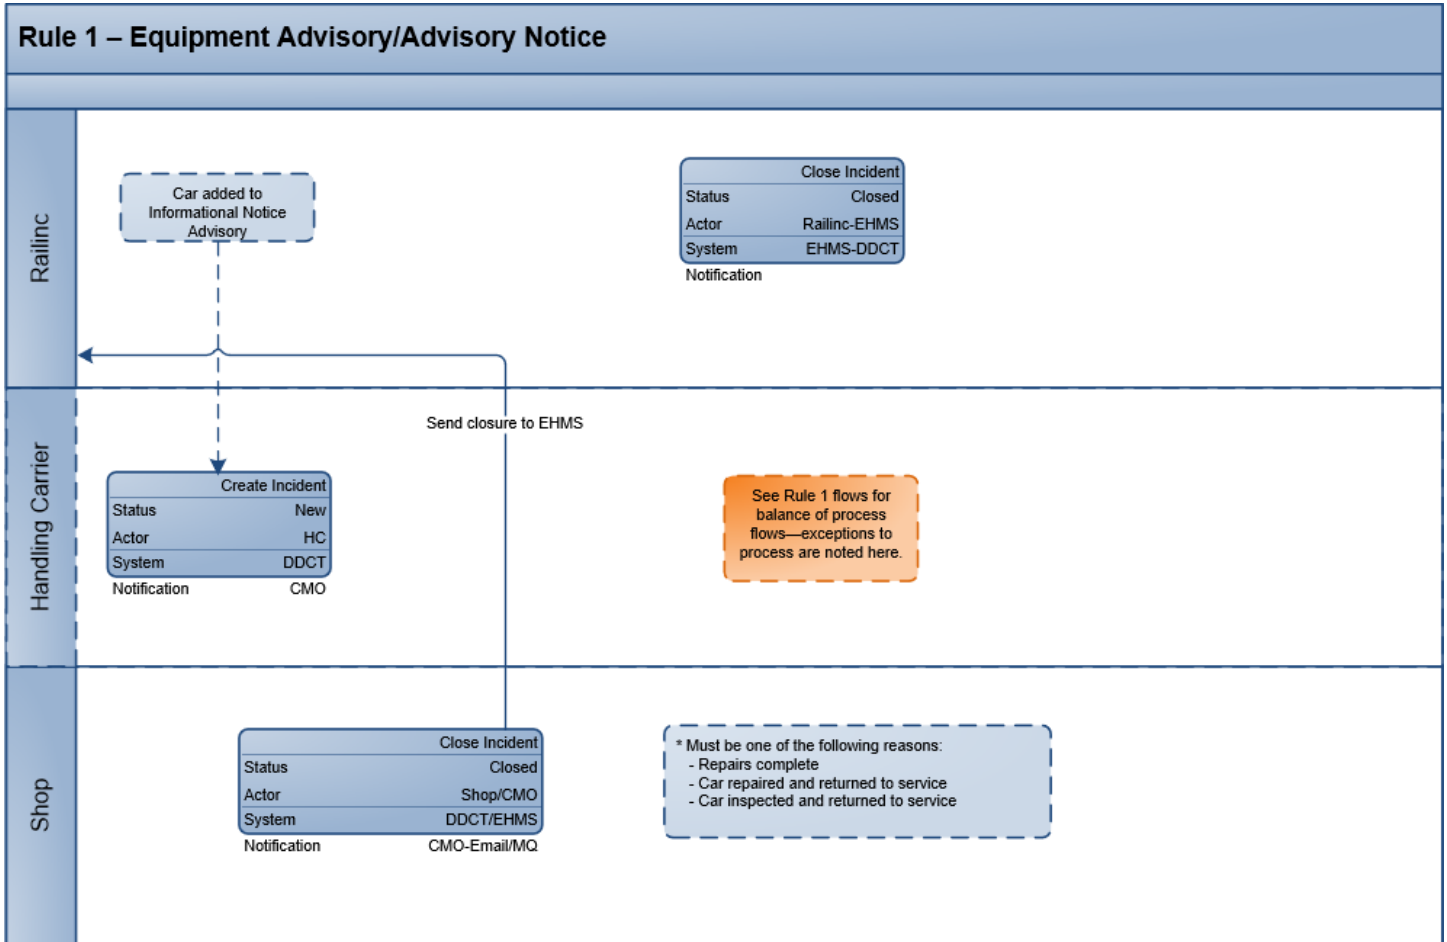 Rule 1 – Equipment Advisory/Advisory Notice
Railinc
Car added to
Informational Notice
Advisory
Close Incident
Status Closed
Actor Railinc-EHMS
System EHMS-DDCT
Notification
Handling Carrier
Send closure to EHMS
Create Incident
Status New
Actor HC
System DDCT
Notification CMO
See Rule 1 flows for
balance of process
flows—exceptions to
process are noted here.
Shop
Close Incident
Status Closed
Actor Shop/CMO
System DDCT/EHMS
Notification CMO-Email/MQ
* Must be one of the following reasons:
- Repairs complete
- Car repaired and returned to service
- Car inspected and returned to service